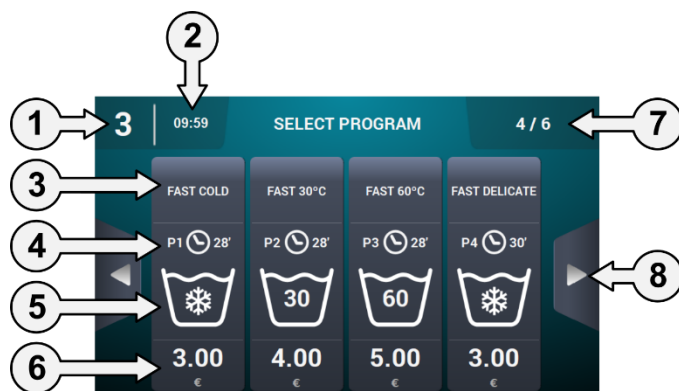 2
1
3
09:59
SELECT PROGRAM
4 / 6
7
3
FAST COLD
FAST 30ºC
FAST 60ºC
FAST DELICATE
4
P1 28'
P2 28'
P3 28'
P4 30'
5
30
60
8
6
3.00
4.00
5.00
3.00
€
€
€
€